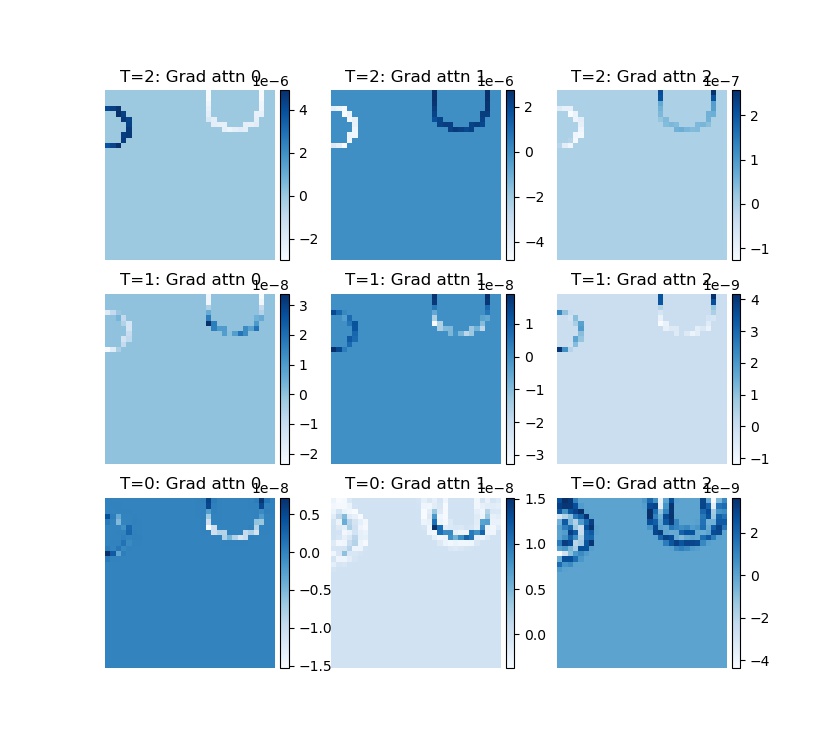 T=2: Grad attn 0
1e−6
T=2: Grad attn 1
1e−6
T=2: Grad attn 2
1e−7
4
2
0
−2
2
0
−2
−4
2
1
0
−1
T=1: Grad attn 0
1e−8
T=1: Grad attn 1
1e−8
T=1: Grad attn 2
1e−9
3
2
1
0
−1
−2
1
0
−1
−2
−3
4
3
2
1
0
−1
T=0: Grad attn 0
1e−8
T=0: Grad attn 1
1e−8
T=0: Grad attn 2
1e−9
0.5
0.0
−0.5
−1.0
−1.5
1.5
1.0
0.5
0.0
2
0
−2
−4